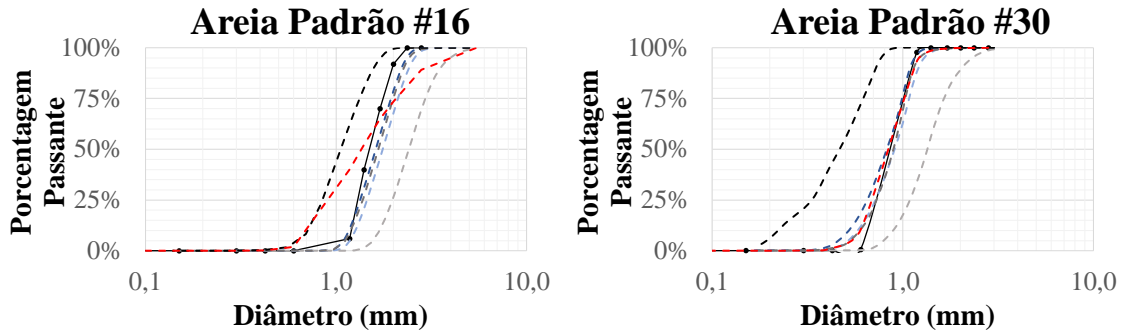 Areia Padrão #16
100%
75%
50%
25%
0%
0,1
1,0
10,0
Porcentagem
Passante
Diâmetro (mm)
Areia Padrão #30
100%
75%
50%
25%
0%
0,1
1,0
10,0
Porcentagem
Passante
Diâmetro (mm)